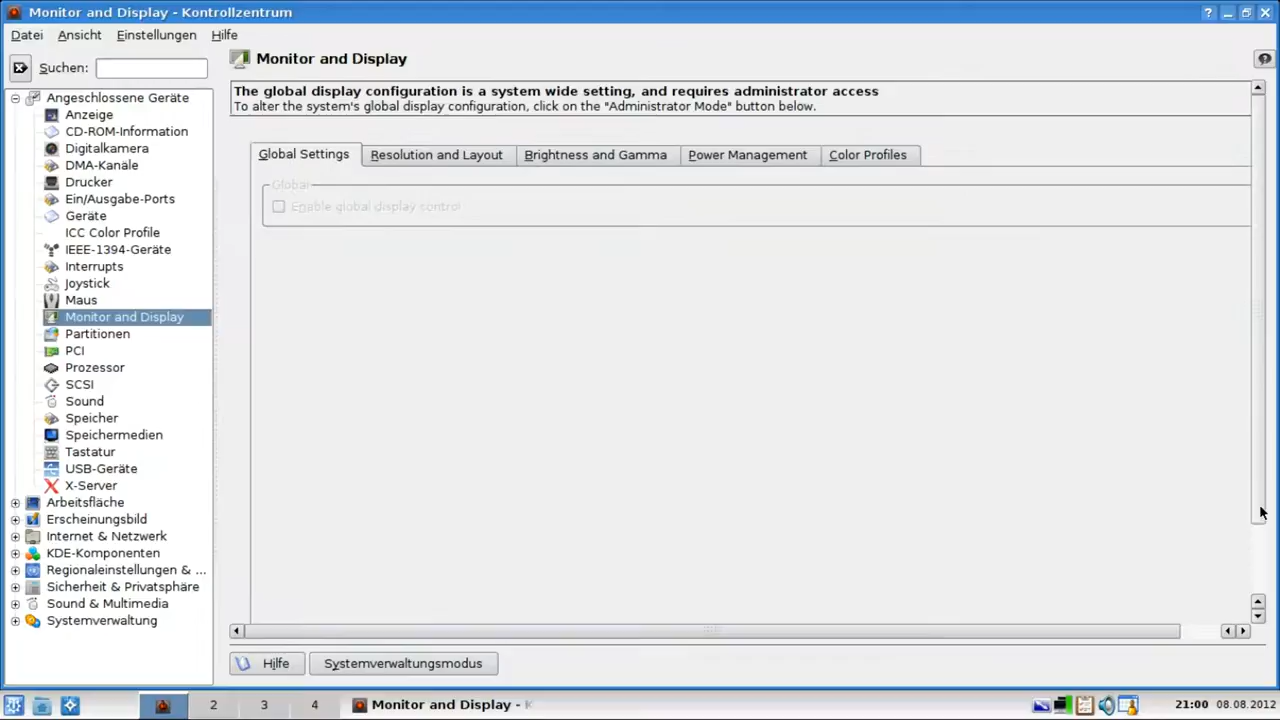 Monitor and Display - Kontrollzentrum
Datei Ansicht Einstellungen Hilfe
Suchen:
Angeschlossene Geräte
Anzeige
CD-ROM-Information
Digitalkamera
DMA-Kanäle
Drucker
Ein/Ausgabe-Ports
Geräte
ICC Color Profile
IEEE-1394-Geräte
Interrupts
Joystick
Maus
Monitor and Display
Partitionen
PCI
Prozessor
SCSI
Sound
Speicher
Speichermedien
Tastatur
USB-Geräte
X-Server
Arbeitsfläche
Erscheinungsbild
Internet & Netzwerk
KDE-Komponenten
Regionaleinstellungen & ...
Sicherheit & Privatsphäre
Sound & Multimedia
Systemverwaltung
Monitor and Display
The global display configuration is a system wide setting, and requires administrator access
To alter the system's global display configuration, click on the "Administrator Mode" button below.
Global Settings Resolution and Layout Brightness and Gamma Power Management Color Profiles
Global
Enable global display control
Hilfe Systemverwaltungsmodus
2 3 4 Monitor and Display - K 21:00 08.08.2012